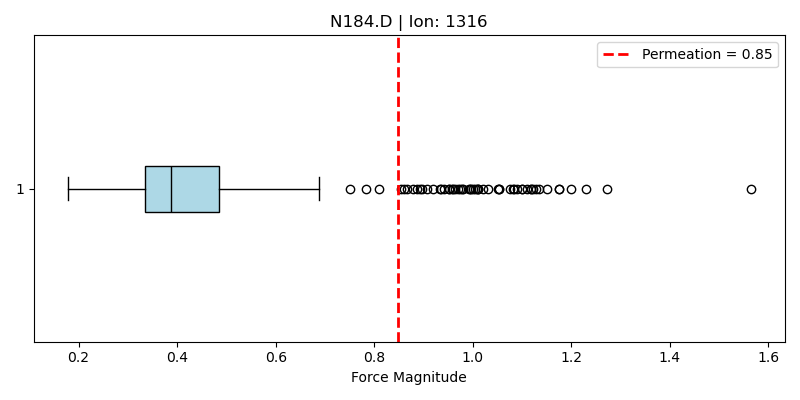 N184.D | Ion: 1316
Permeation = 0.85
1
0.2 0.4 0.6 0.8 1.0 1.2 1.4 1.6
Force Magnitude